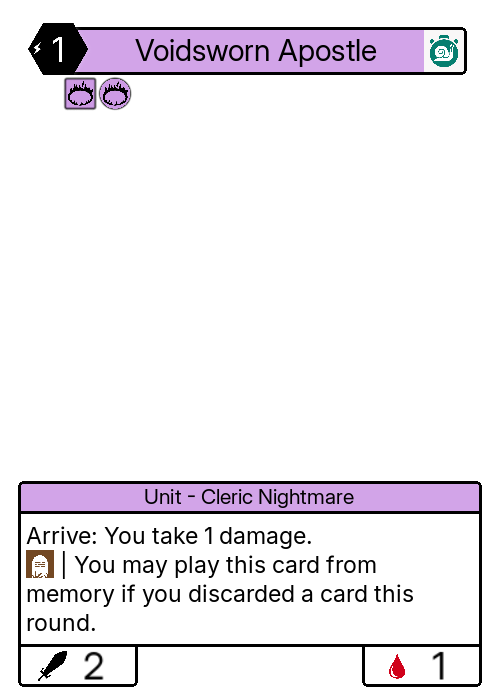 1
Voidsworn Apostle
Unit - Cleric Nightmare
Arrive: You take 1 damage.
| You may play this card from
memory if you discarded a card this
round.
2
1